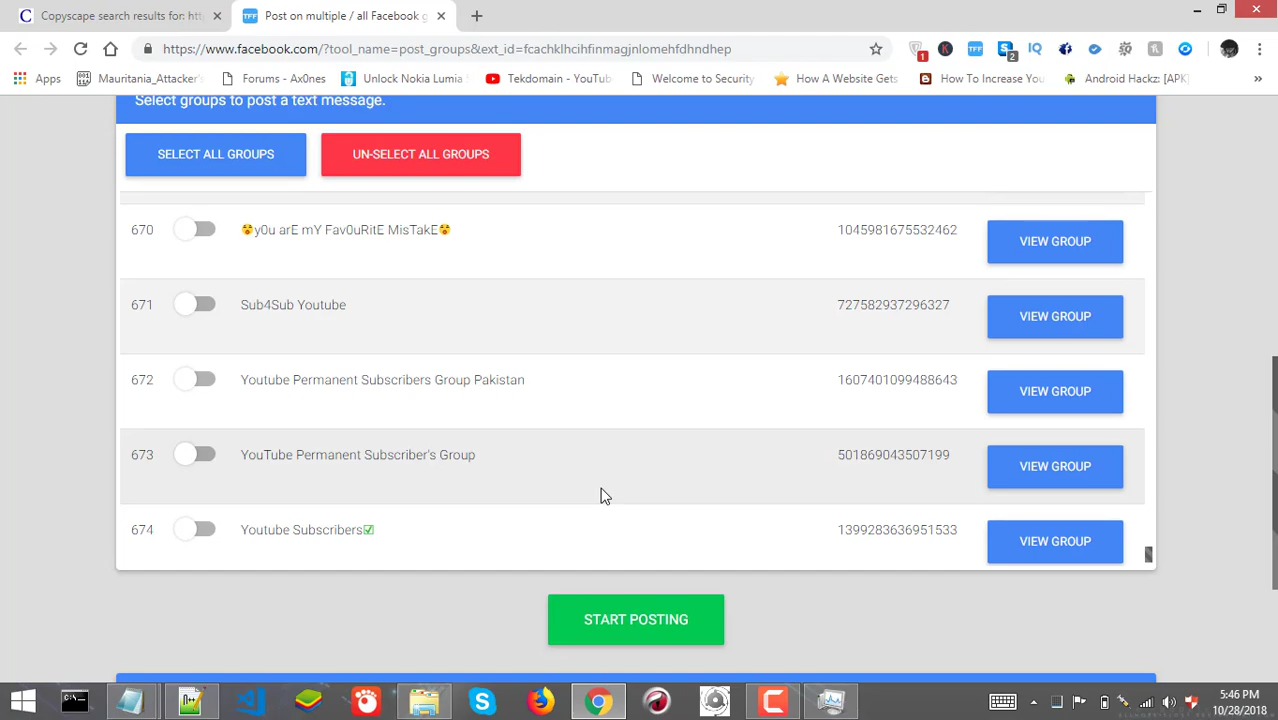 Copyscape search results for: htt
Post on multiple / all Facebook g
https://www.facebook.com/?tool_name=post_groups&ext_id=fcachklhcihfinmagjnlomehfdhndhep
1
2
Apps
Mauritania_Attacker's
Forums - Ax0nes
Unlock Nokia Lumia
Tekdomain - YouTub
Welcome to Security
How A Website Gets
How To Increase You
Android Hackz: [APK]
»
Select groups to post a text message.
SELECT ALL GROUPS
UN-SELECT ALL GROUPS
670 😵y0u arE mY Fav0uRitE MisTakE😵 1045981675532462 VIEW GROUP
671 Sub4Sub Youtube 727582937296327 VIEW GROUP
672 Youtube Permanent Subscribers Group Pakistan 1607401099488643 VIEW GROUP
673 YouTube Permanent Subscriber's Group 501869043507199 VIEW GROUP
674 Youtube Subscribers☑ 1399283636951533 VIEW GROUP
START POSTING
5:46 PM
10/28/2018